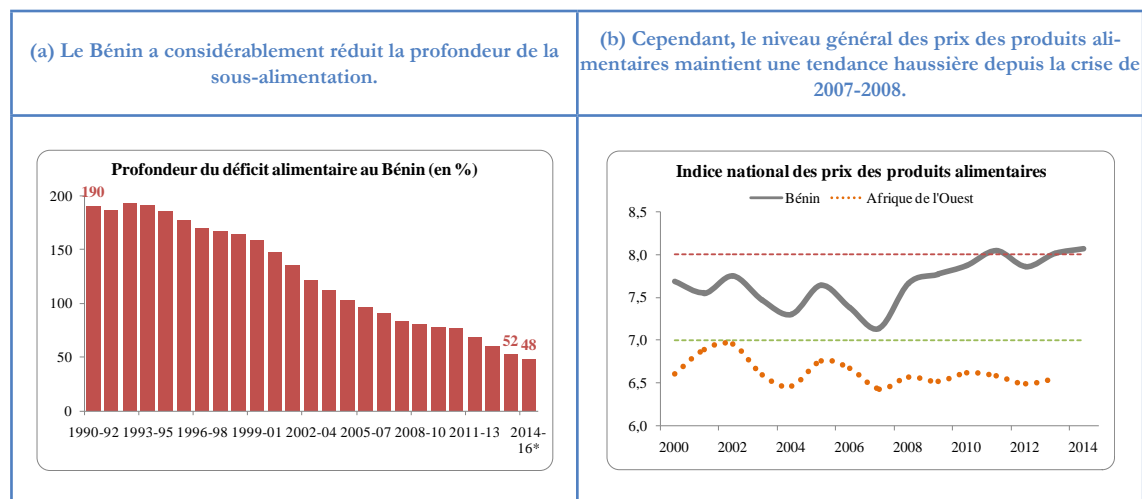 (a) Le Bénin a considérablement réduit la profondeur de la
sous-alimentation.
(b) Cependant, le niveau général des prix des produits ali-
mentaires maintient une tendance haussière depuis la crise de
2007-2008.
Profondeur du déficit alimentaire au Bénin (en %)
200
150
100
50
0
190
52
48
1990-92 1993-95 1996-98 1999-01 2002-04 2005-07 2008-10 2011-13 2014-
16*
Indice national des prix des produits alimentaires
Bénin Afrique de l'Ouest
8,5
8,0
7,5
7,0
6,5
6,0
2000 2002 2004 2006 2008 2010 2012 2014